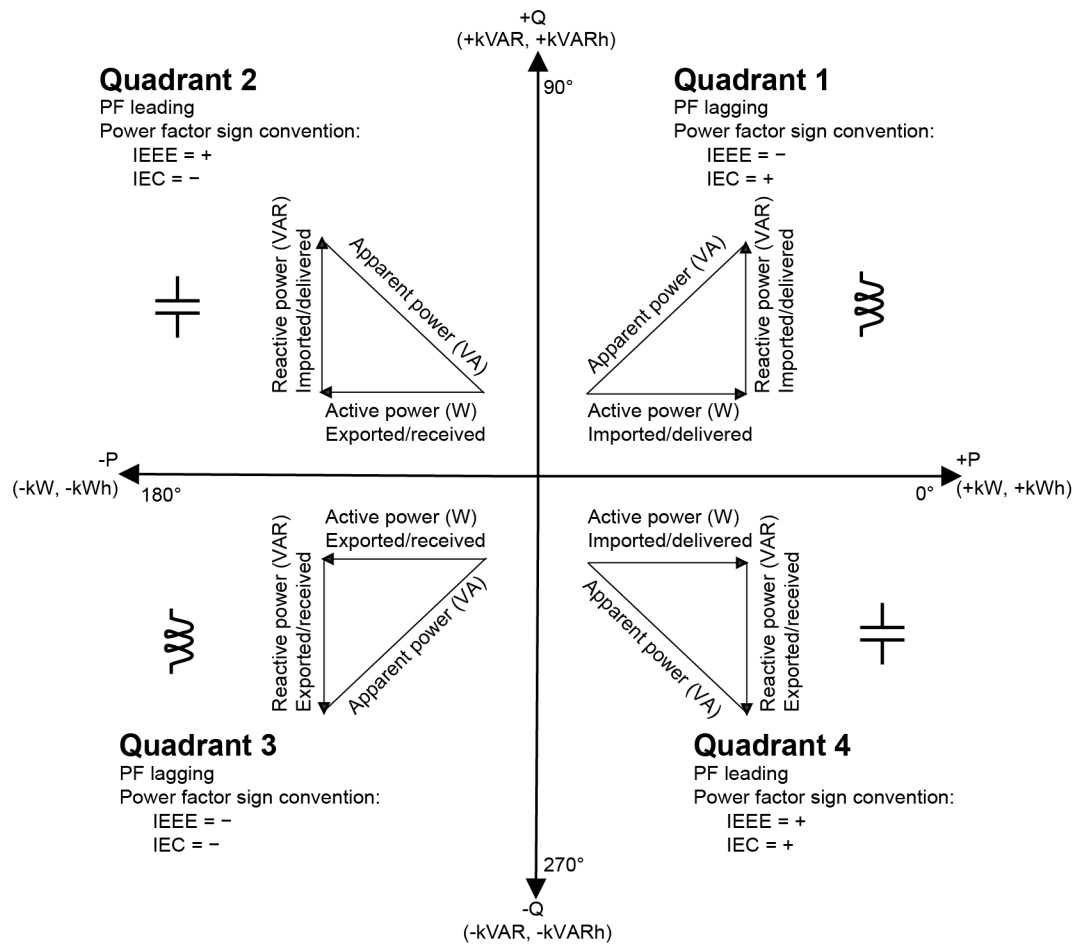 +Q
(+kVAR, +kVARh)
90°
Quadrant 2
PF leading
Power factor sign convention:
IEEE = +
IEC = −
Reactive power (VAR)
Imported/delivered
Apparent power (VA)
Active power (W)
Exported/received
Quadrant 1
PF lagging
Power factor sign convention:
IEEE = −
IEC = +
Apparent power (VA)
Reactive power (VAR)
Imported/delivered
Active power (W)
Imported/delivered
-P
(-kW, -kWh)
180°
0°
+P
(+kW, +kWh)
Active power (W)
Exported/received
Reactive power (VAR)
Exported/received
Apparent power (VA)
Quadrant 3
PF lagging
Power factor sign convention:
IEEE = −
IEC = −
Active power (W)
Imported/delivered
Apparent power (VA)
Reactive power (VAR)
Exported/received
Quadrant 4
PF leading
Power factor sign convention:
IEEE = +
IEC = +
270°
-Q
(-kVAR, -kVARh)